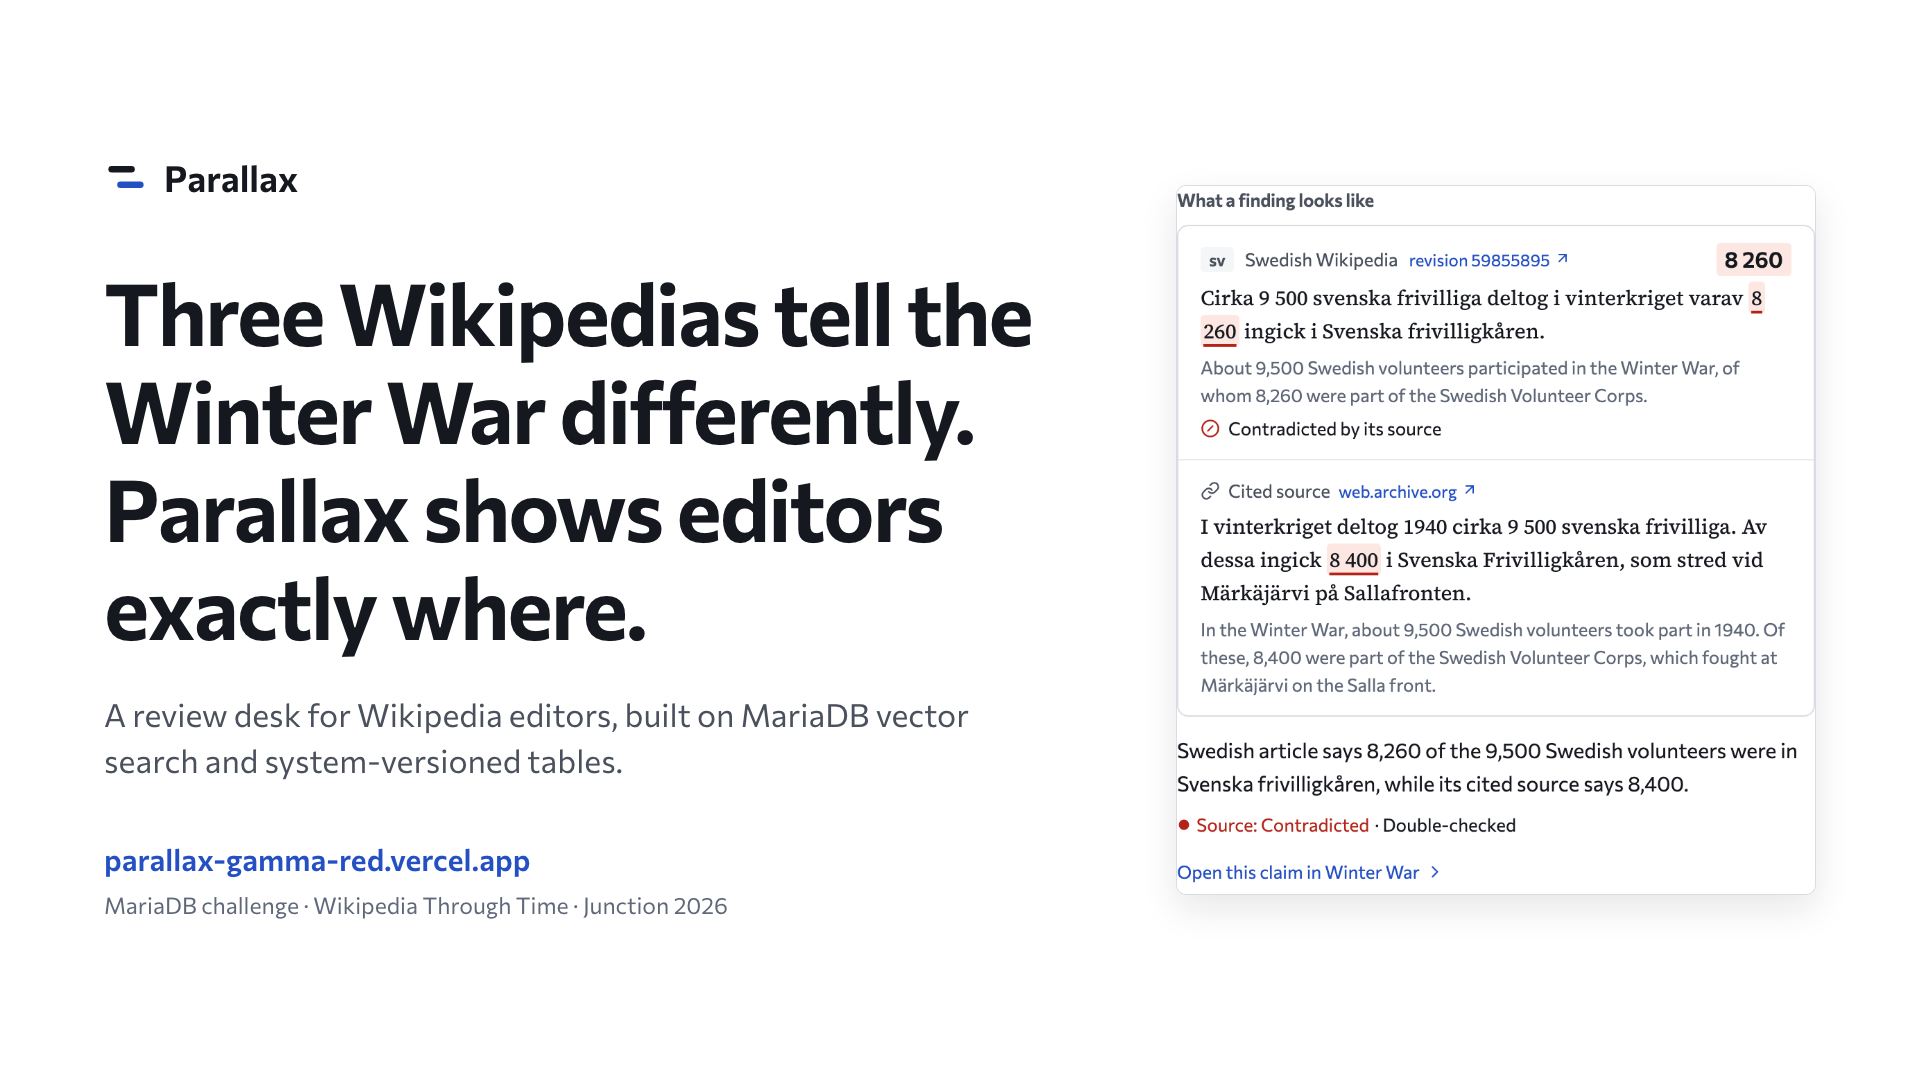 Parallax
Three Wikipedias tell the
Winter War differently.
Parallax shows editors
exactly where.
A review desk for Wikipedia editors, built on MariaDB vector
search and system-versioned tables.
parallax-gamma-red.vercel.app
MariaDB challenge · Wikipedia Through Time · Junction 2026
What a finding looks like
sv Swedish Wikipedia revision 59855895 ↗ 8 260
Cirka 9 500 svenska frivilliga deltog i vinterkriget varav 8
260 ingick i Svenska frivilligkåren.
About 9,500 Swedish volunteers participated in the Winter War, of
whom 8,260 were part of the Swedish Volunteer Corps.
Contradicted by its source
Cited source web.archive.org ↗
I vinterkriget deltog 1940 cirka 9 500 svenska frivilliga. Av
dessa ingick 8 400 i Svenska Frivilligkåren, som stred vid
Märkäjärvi på Sallafronten.
In the Winter War, about 9,500 Swedish volunteers took part in 1940. Of
these, 8,400 were part of the Swedish Volunteer Corps, which fought at
Märkäjärvi on the Salla front.
Swedish article says 8,260 of the 9,500 Swedish volunteers were in
Svenska frivilligkåren, while its cited source says 8,400.
Source: Contradicted · Double-checked
Open this claim in Winter War